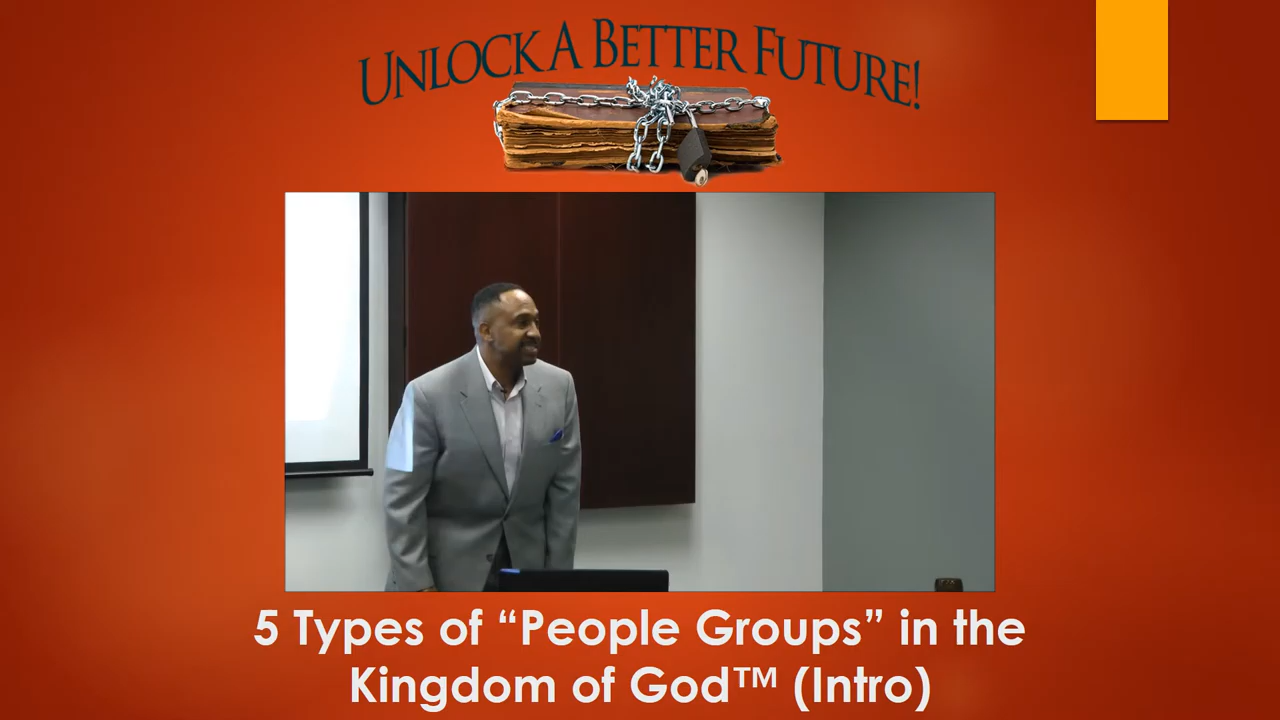 UNLOCK A BETTER FUTURE!
5 Types of “People Groups” in the
Kingdom of God™ (Intro)